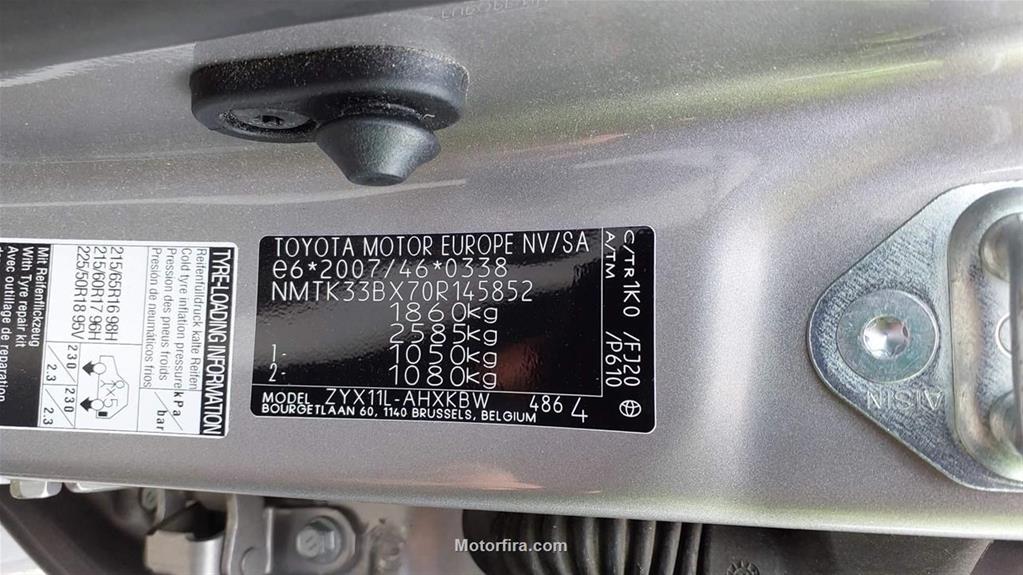 TYRE-LOADING INFORMATION
Reifenfülldruck kalte Reifen
Cold tyre inflation pressure
Pression des pneus froids
Presión de neumáticos fríos
kPa / bar
215/65R16 98H
215/60R17 96H
225/50R18 95V
230 / 2.3
230 / 2.3
x5
Mit Reifenflickzeug
With Tyre repair kit
Avec outillage de
TOYOTA MOTOR EUROPE NV/SA
e6*2007/46*0338
NMTK33BX70R145852
1860kg
2585kg
1- 1050kg
2- 1080kg
MODEL ZYX11L-AHXKBW
BOURGETLAAN 60, 1140 BRUSSELS, BELGIUM
486 4
C/TR 1K0 /FJ20
A/TM /P610
AISIN
Motorfira.com